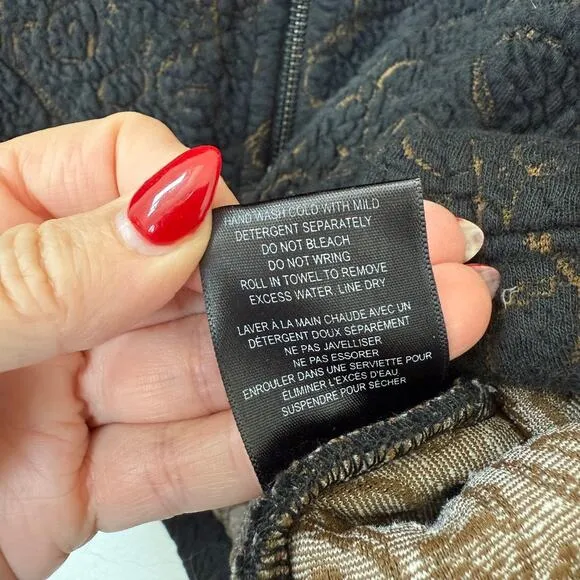 HAND WASH COLD WITH MILD
DETERGENT SEPARATELY
DO NOT BLEACH
DO NOT WRING
ROLL IN TOWEL TO REMOVE
EXCESS WATER. LINE DRY
LAVER À LA MAIN CHAUDE AVEC UN
DÉTERGENT DOUX SEPARÉMENT
NE PAS JAVELLISER
NE PAS ESSORER
ENROULER DANS UNE SERVIETTE POUR
ÉLIMINER L'EXCÈS D'EAU.
SUSPENDRE POUR SÉCHER